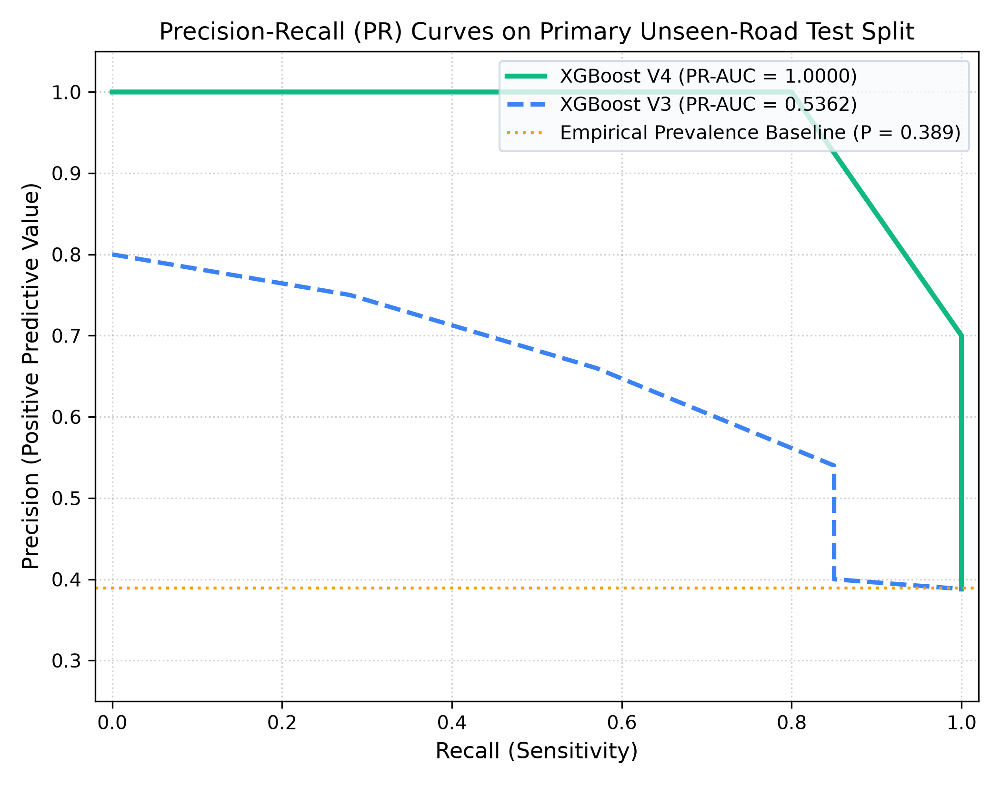 Precision-Recall (PR) Curves on Primary Unseen-Road Test Split
XGBoost V4 (PR-AUC = 1.0000)
XGBoost V3 (PR-AUC = 0.5362)
Empirical Prevalence Baseline (P = 0.389)
Precision (Positive Predictive Value)
1.0
0.9
0.8
0.7
0.6
0.5
0.4
0.3
0.0 0.2 0.4 0.6 0.8 1.0
Recall (Sensitivity)